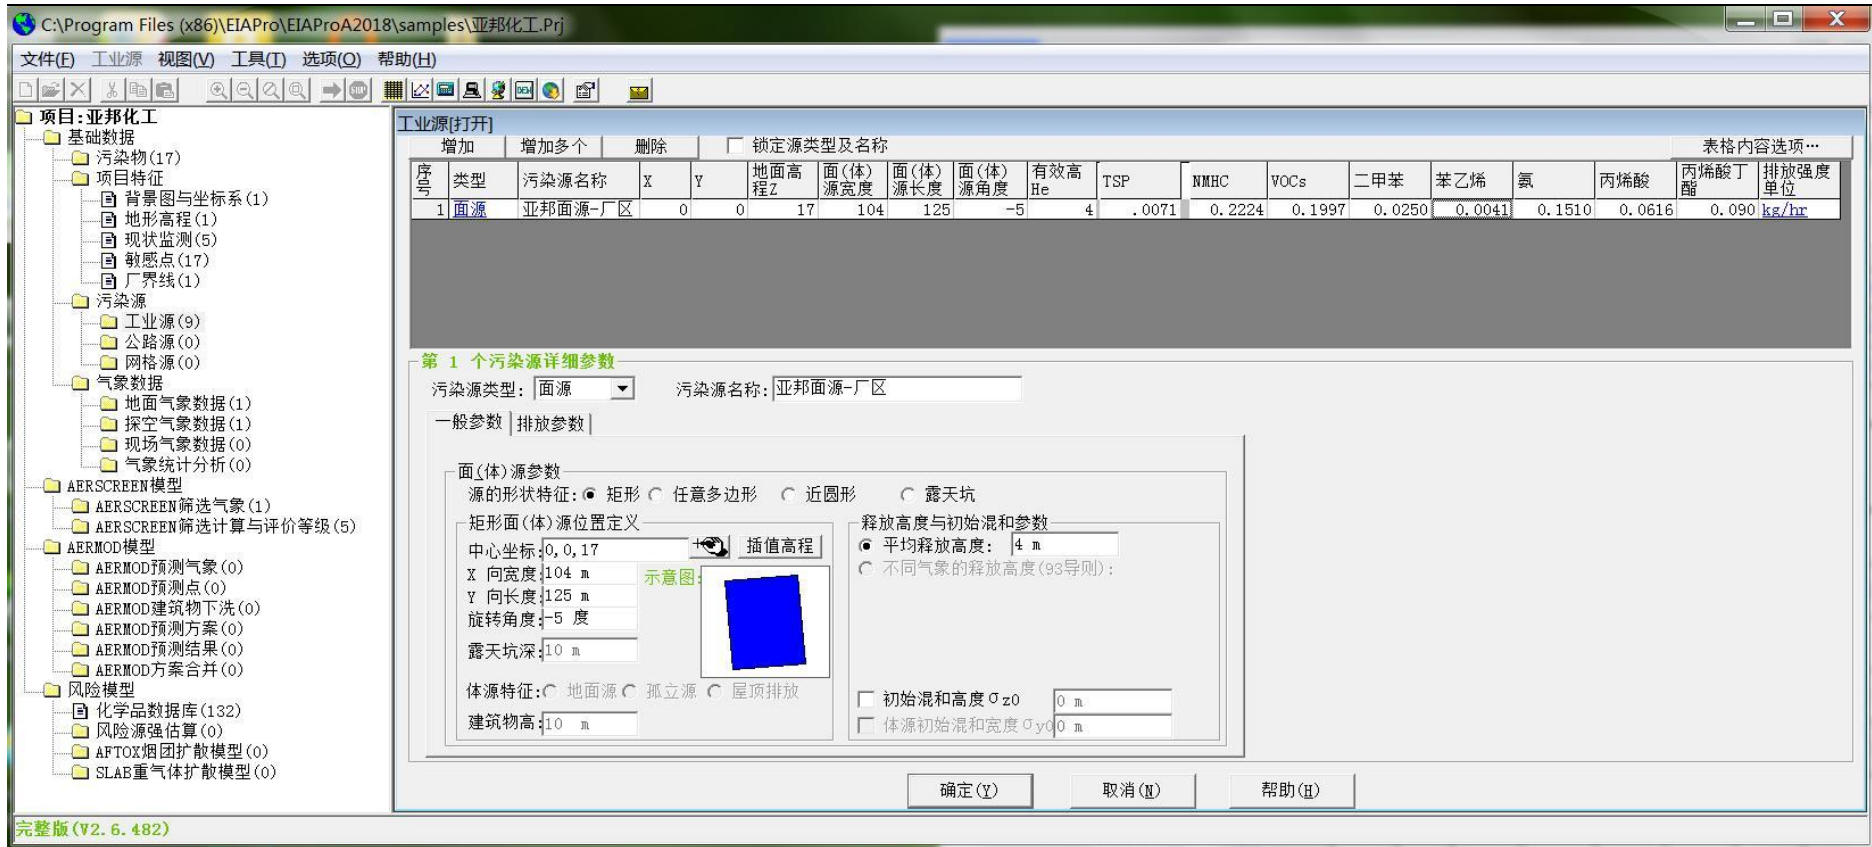 C:\Program Files (x86)\EIAPro\EIAProA2018\samples\亚邦化工.Prj
文件(F) 工业源 视图(V) 工具(T) 选项(O) 帮助(H)
项目:亚邦化工
基础数据
污染物(17)
项目特征
背景图与坐标系(1)
地形高程(1)
现状监测(5)
敏感点(17)
厂界线(1)
污染源
工业源(9)
公路源(0)
网格源(0)
气象数据
地面气象数据(1)
探空气象数据(1)
现场气象数据(0)
气象统计分析(0)
AERSCREEN模型
AERSCREEN筛选气象(1)
AERSCREEN筛选计算与评价等级(5)
AERMOD模型
AERMOD预测气象(0)
AERMOD预测点(0)
AERMOD建筑物下洗(0)
AERMOD预测方案(0)
AERMOD预测结果(0)
AERMOD方案合并(0)
风险模型
化学品数据库(132)
风险源强估算(0)
AFTOX烟团扩散模型(0)
SLAB重气体扩散模型(0)
工业源[打开]
增加 增加多个 删除 锁定源类型及名称 表格内容选项…
序号 类型 污染源名称 X Y 地面高程Z 面(体)源宽度 面(体)源长度 面(体)源角度 有效高He TSP NMHC VOCs 二甲苯 苯乙烯 氨 丙烯酸 丙烯酸丁酯 排放强度单位
1 面源 亚邦面源-厂区 0 0 17 104 125 -5 4 .0071 0.2224 0.1997 0.0250 0.0041 0.1510 0.0616 0.090 kg/hr
第 1 个污染源详细参数
污染源类型: 面源 污染源名称: 亚邦面源-厂区
一般参数 排放参数
面(体)源参数
源的形状特征: 矩形 任意多边形 近圆形 露天坑
矩形面(体)源位置定义
中心坐标: 0,0,17 插值高程
X 向宽度: 104 m 示意图:
Y 向长度: 125 m
旋转角度: -5 度
露天坑深: 10 m
体源特征: 地面源 孤立源 屋顶排放
建筑物高: 10 m
释放高度与初始混和参数
平均释放高度: 4 m
不同气象的释放高度(93导则):
初始混和高度σz0 0 m
体源初始混和宽度σy0 0 m
确定(Y) 取消(N) 帮助(H)
完整版(V2.6.482)